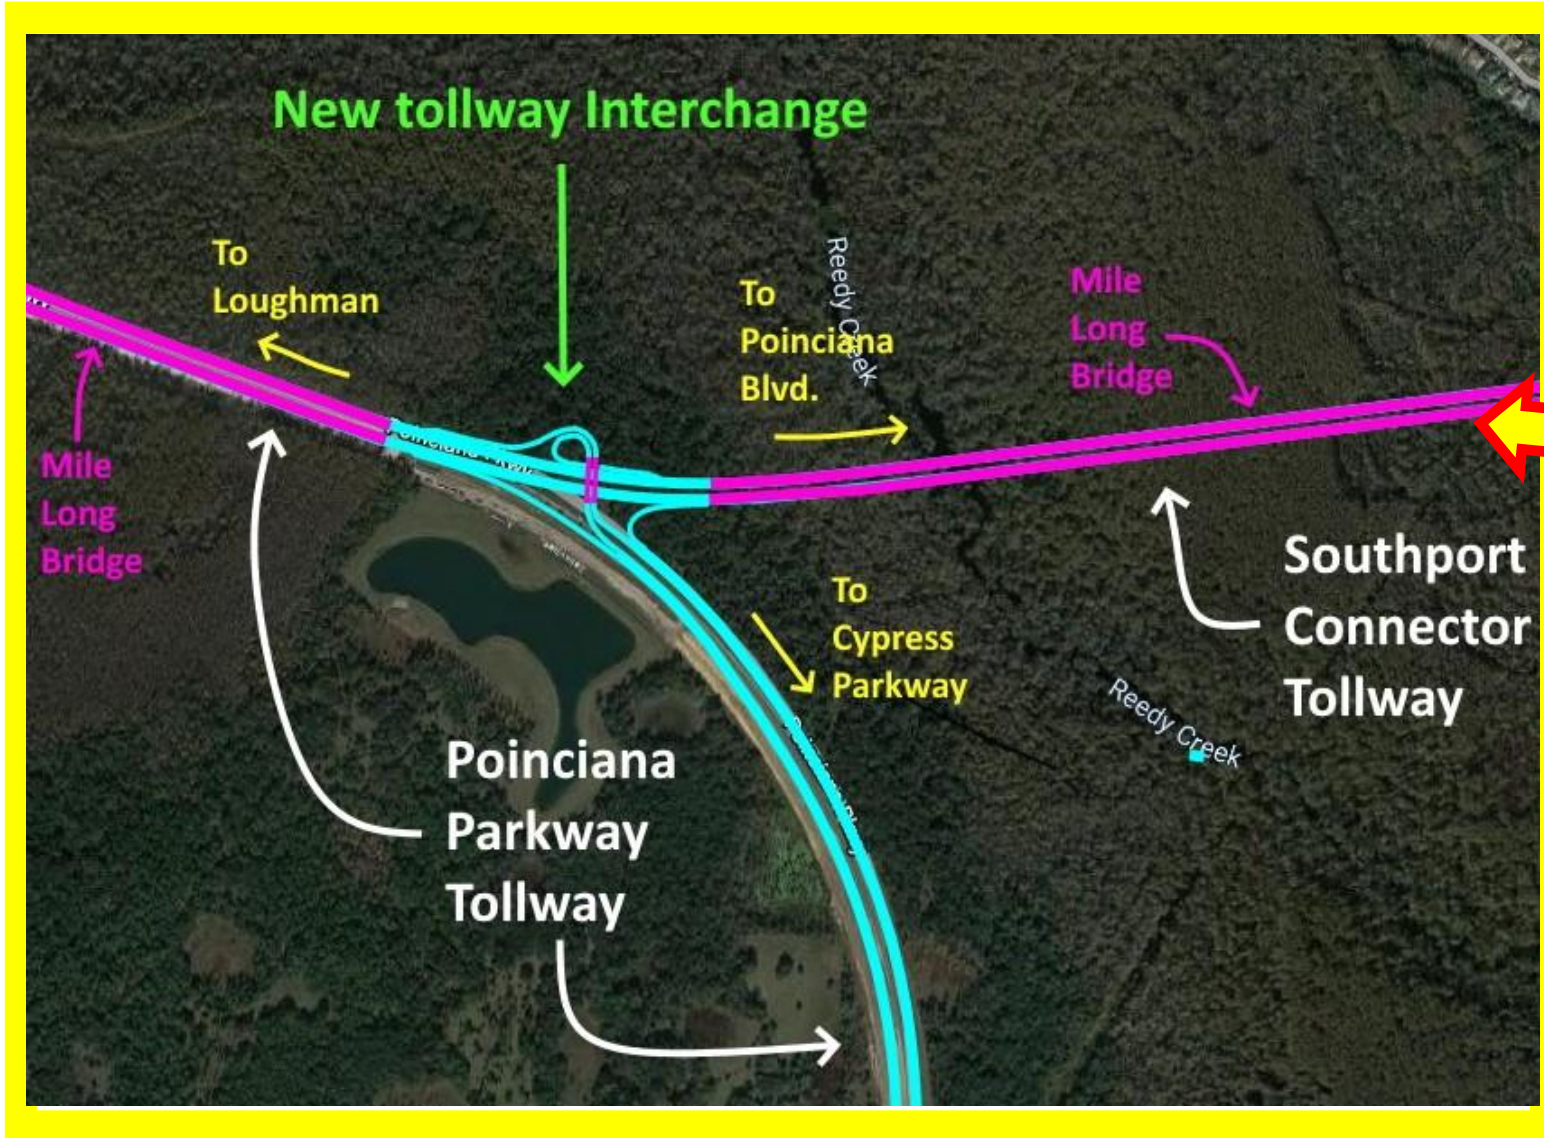 New tollway Interchange
To
Loughman
To
Poinciana
Blvd.
Reedy Creek
Mile
Long
Bridge
Mile
Long
Bridge
Southport
Connector
Tollway
To
Cypress
Parkway
Reedy Creek
Poinciana
Parkway
Tollway